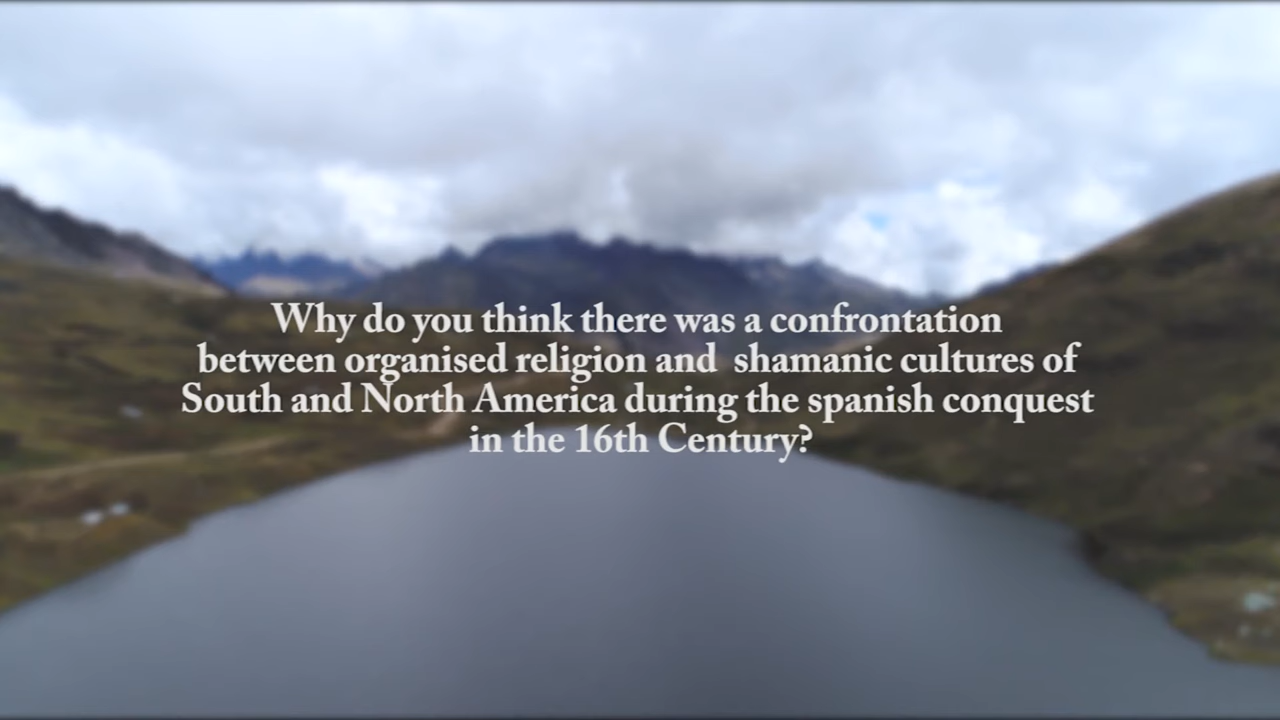 Why do you think there was a confrontation
between organised religion and shamanic cultures of
South and North America during the spanish conquest
in the 16th Century?